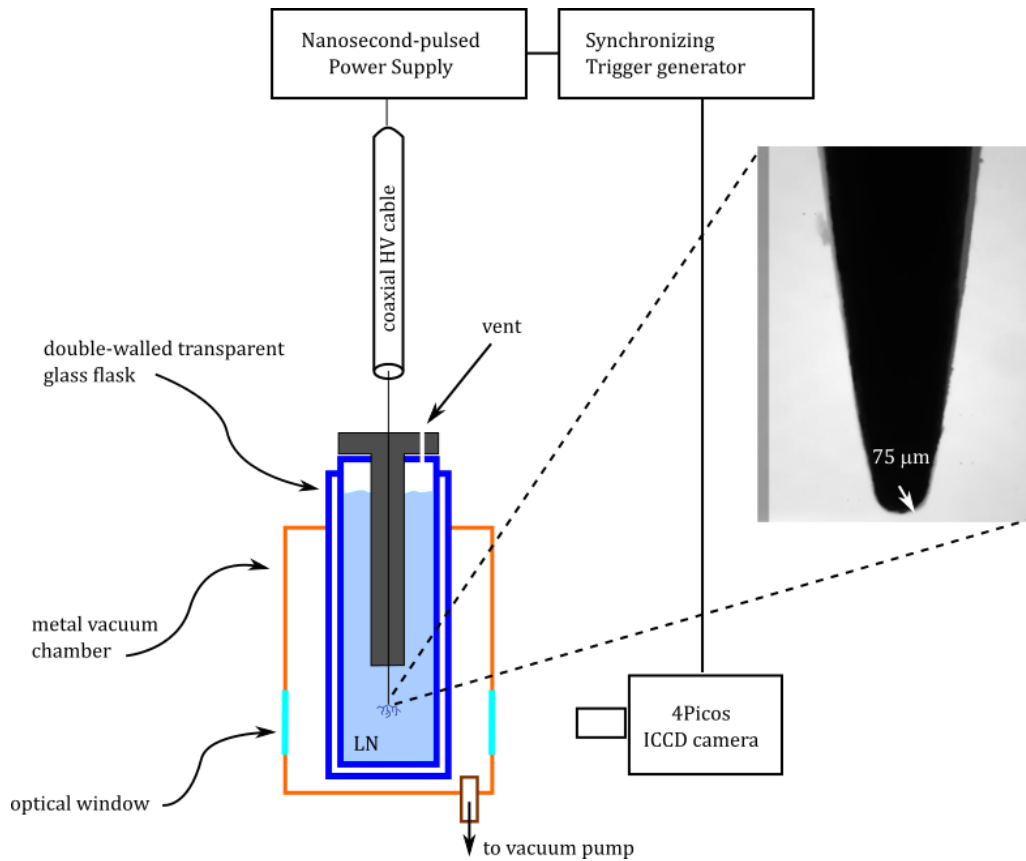 Nanosecond-pulsed
Power Supply
Synchronizing
Trigger generator
coaxial HV cable
vent
double-walled transparent
glass flask
75 μm
metal vacuum
chamber
LN
4Picos
ICCD camera
optical window
to vacuum pump